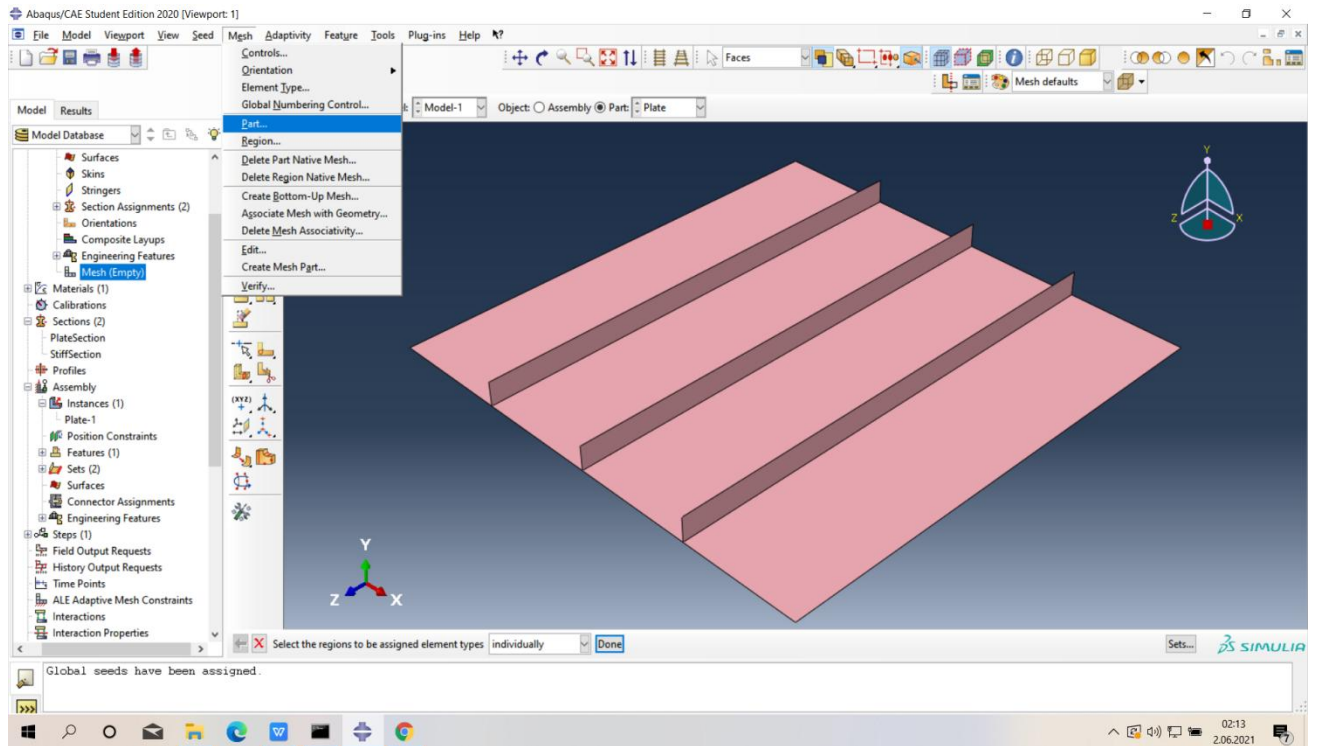 Abaqus/CAE Student Edition 2020 [Viewport: 1]
File Model Viewport View Seed Mesh Adaptivity Feature Tools Plug-ins Help
Faces
Mesh defaults
Model Results
Model-1 Object: Assembly Part: Plate
Model Database
Controls...
Orientation
Element Type...
Global Numbering Control...
Part...
Region...
Delete Part Native Mesh...
Delete Region Native Mesh...
Create Bottom-Up Mesh...
Associate Mesh with Geometry...
Delete Mesh Associativity...
Edit...
Create Mesh Part...
Verify...
Surfaces
Skins
Stringers
Section Assignments (2)
Orientations
Composite Layups
Engineering Features
Mesh (Empty)
Materials (1)
Calibrations
Sections (2)
PlateSection
StiffSection
Profiles
Assembly
Instances (1)
Plate-1
Position Constraints
Features (1)
Sets (2)
Surfaces
Connector Assignments
Engineering Features
Steps (1)
Field Output Requests
History Output Requests
Time Points
ALE Adaptive Mesh Constraints
Interactions
Interaction Properties
(XYZ)
Y
Z X
Y
Z X
Select the regions to be assigned element types individually Done
Sets...
SIMULIA
Global seeds have been assigned.
>>>
02:13
2.06.2021
7